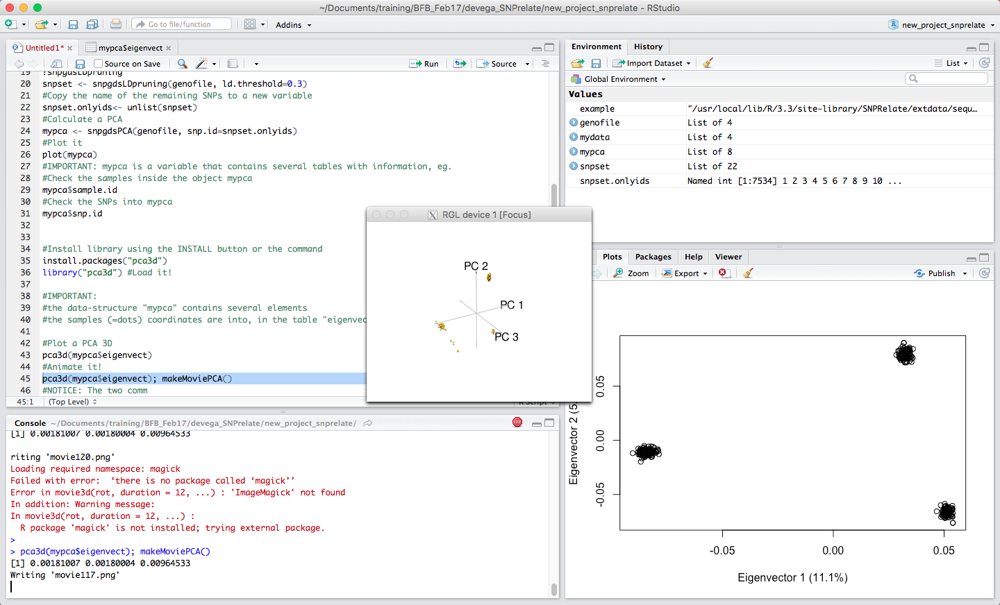 ~/Documents/training/BFB_Feb17/devega_SNPrelate/new_project_snprelate - RStudio
Go to file/function
Addins
new_project_snprelate
Untitled1*
mypca$eigenvect
Source on Save
Run
Source
19 ?snpgdsLDpruning
20 snpset <- snpgdsLDpruning(genofile, ld.threshold=0.3)
21 #Copy the name of the remaining SNPs to a new variable
22 snpset.onlyids<- unlist(snpset)
23 #Calculate a PCA
24 mypca <- snpgdsPCA(genofile, snp.id=snpset.onlyids)
25 #Plot it
26 plot(mypca)
27 #IMPORTANT: mypca is a variable that contains several tables with information, eg.
28 #Check the samples inside the object mypca
29 mypca$sample.id
30 #Check the SNPs into mypca
31 mypca$snp.id
32
33
34 #Install library using the INSTALL button or the command
35 install.packages("pca3d")
36 library("pca3d") #Load it!
37
38 #IMPORTANT:
39 #the data-structure "mypca" contains several elements
40 #the samples (=dots) coordinates are into, in the table "eigenvec
41
42 #Plot a PCA 3D
43 pca3d(mypca$eigenvect)
44 #Animate it!
45 pca3d(mypca$eigenvect); makeMoviePCA()
46 #NOTICE: The two comm
45:1 (Top Level)
R Script
Console ~/Documents/training/BFB_Feb17/devega_SNPrelate/new_project_snprelate/
STOP
[1] 0.00181007 0.00180004 0.00964533
riting 'movie120.png'
Loading required namespace: magick
Failed with error:  ‘there is no package called ‘magick’’
Error in movie3d(rot, duration = 12, ...) : 'ImageMagick' not found
In addition: Warning message:
In movie3d(rot, duration = 12, ...) :
R package 'magick' is not installed; trying external package.
>
> pca3d(mypca$eigenvect); makeMoviePCA()
[1] 0.00181007 0.00180004 0.00964533
Writing 'movie117.png'
RGL device 1 [Focus]
PC 2
PC 1
PC 3
Environment History
Import Dataset
List
Global Environment
Values
example "/usr/local/lib/R/3.3/site-library/SNPRelate/extdata/sequ…
genofile List of 4
mydata List of 4
mypca List of 8
snpset List of 22
snpset.onlyids Named int [1:7534] 1 2 3 4 5 6 7 8 9 10 ...
Plots Packages Help Viewer
Zoom
Export
Publish
Eigenvector 2 (5.
0.05
0.00
-0.05
-0.05 0.00 0.05
Eigenvector 1 (11.1%)